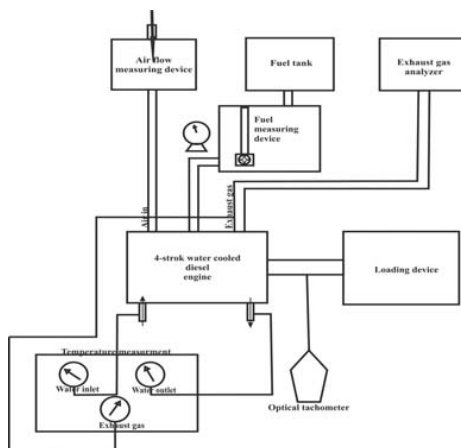 Air flow
measuring device
Fuel tank
Exhaust gas
analyzer
Fuel
measuring
device
Air in
Exhaust gas
4-strok water cooled
diesel
engine
Loading device
Temperature measurment
Water inlet
Water outlet
Exhaust gas
Optical tachometer